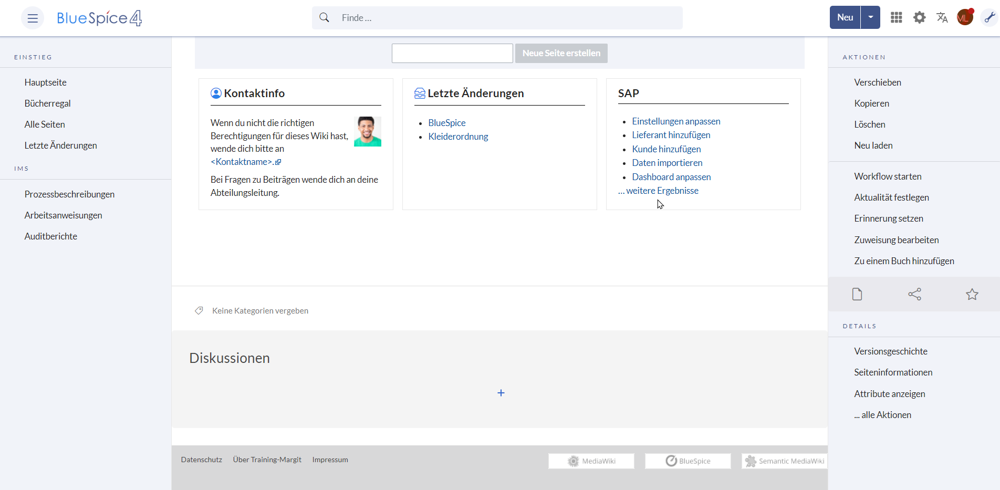 BlueSpice 4
Finde ...
Neu
ML
EINSTIEG
Hauptseite
Bücherregal
Alle Seiten
Letzte Änderungen
IMS
Prozessbeschreibungen
Arbeitsanweisungen
Auditberichte
Neue Seite erstellen
Kontaktinfo
Wenn du nicht die richtigen
Berechtigungen für dieses Wiki hast,
wende dich bitte an
<Kontaktname>.
Bei Fragen zu Beiträgen wende dich an deine
Abteilungsleitung.
Letzte Änderungen
BlueSpice
Kleiderordnung
SAP
Einstellungen anpassen
Lieferant hinzufügen
Kunde hinzufügen
Daten importieren
Dashboard anpassen
... weitere Ergebnisse
Keine Kategorien vergeben
Diskussionen
+
Datenschutz Über Training-Margit Impressum
MediaWiki BlueSpice Semantic MediaWiki
AKTIONEN
Verschieben
Kopieren
Löschen
Neu laden
Workflow starten
Aktualität festlegen
Erinnerung setzen
Zuweisung bearbeiten
Zu einem Buch hinzufügen
DETAILS
Versionsgeschichte
Seiteninformationen
Attribute anzeigen
... alle Aktionen